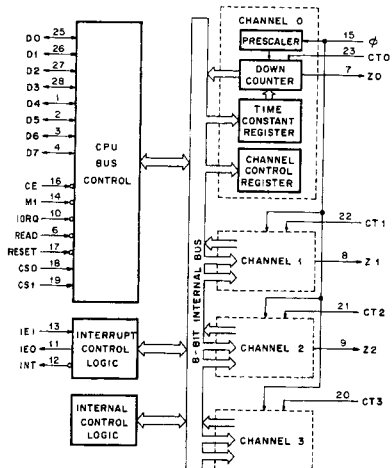 CHANNEL 0
PRESCALER
15 ϕ
23 CT0
DOWN COUNTER
7 Z0
TIME CONSTANT REGISTER
CHANNEL CONTROL REGISTER
D0 25
D1 26
D2 27
D3 28
D4 1
D5 2
D6 3
D7 4
CE 16
M1 14
IORQ 10
READ 6
RESET 17
CS0 18
CS1 19
CPU BUS CONTROL
8-BIT INTERNAL BUS
22 CT1
CHANNEL 1
8 Z1
21 CT2
CHANNEL 2
9 Z2
20 CT3
CHANNEL 3
IEI 13
IEO 11
INT 12
INTERRUPT CONTROL LOGIC
INTERNAL CONTROL LOGIC